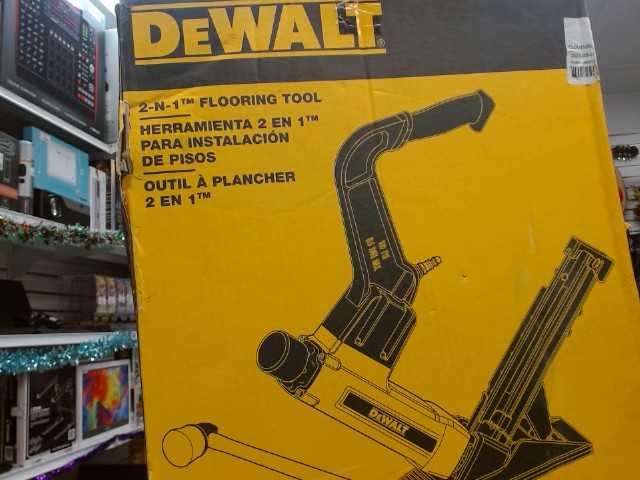 DEWALT®
2-N-1™ FLOORING TOOL
HERRAMIENTA 2 EN 1™
PARA INSTALACIÓN
DE PISOS
OUTIL À PLANCHER
2 EN 1™
DEWALT